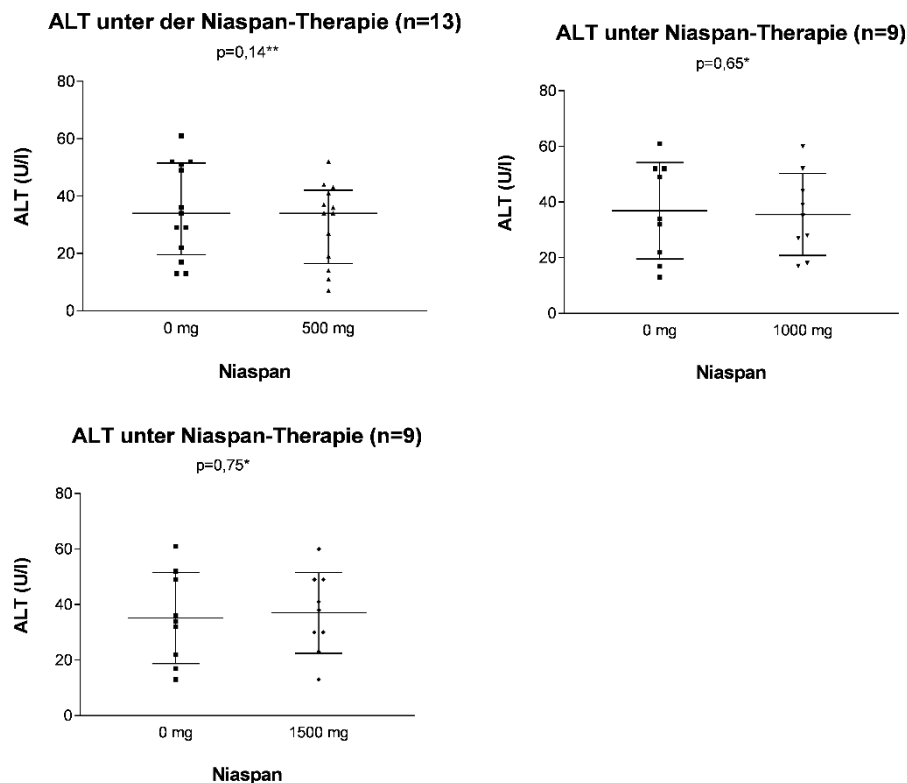 ALT unter der Niaspan-Therapie (n=13)
p=0,14**
80
60
40
20
0
ALT (U/l)
0 mg
500 mg
Niaspan
ALT unter Niaspan-Therapie (n=9)
p=0,65*
80
60
40
20
0
ALT (U/l)
0 mg
1000 mg
Niaspan
ALT unter Niaspan-Therapie (n=9)
p=0,75*
80
60
40
20
0
ALT (U/l)
0 mg
1500 mg
Niaspan